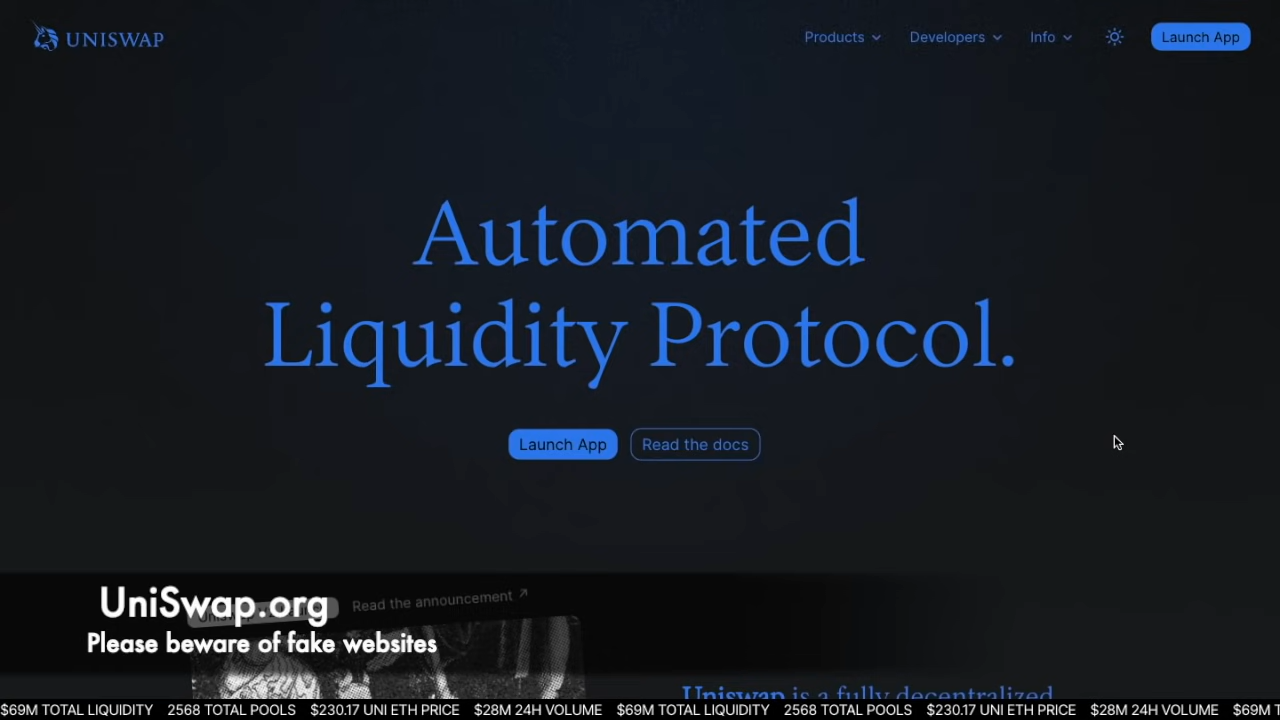 UNISWAP
Products
Developers
Info
Launch App
Automated
Liquidity Protocol.
Launch App
Read the docs
UniSwap.org
Read the announcement ↗
Please beware of fake websites
Uniswap is a fully decentralized
$69M TOTAL LIQUIDITY 2568 TOTAL POOLS $230.17 UNI ETH PRICE $28M 24H VOLUME $69M TOTAL LIQUIDITY 2568 TOTAL POOLS $230.17 UNI ETH PRICE $28M 24H VOLUME $69M T